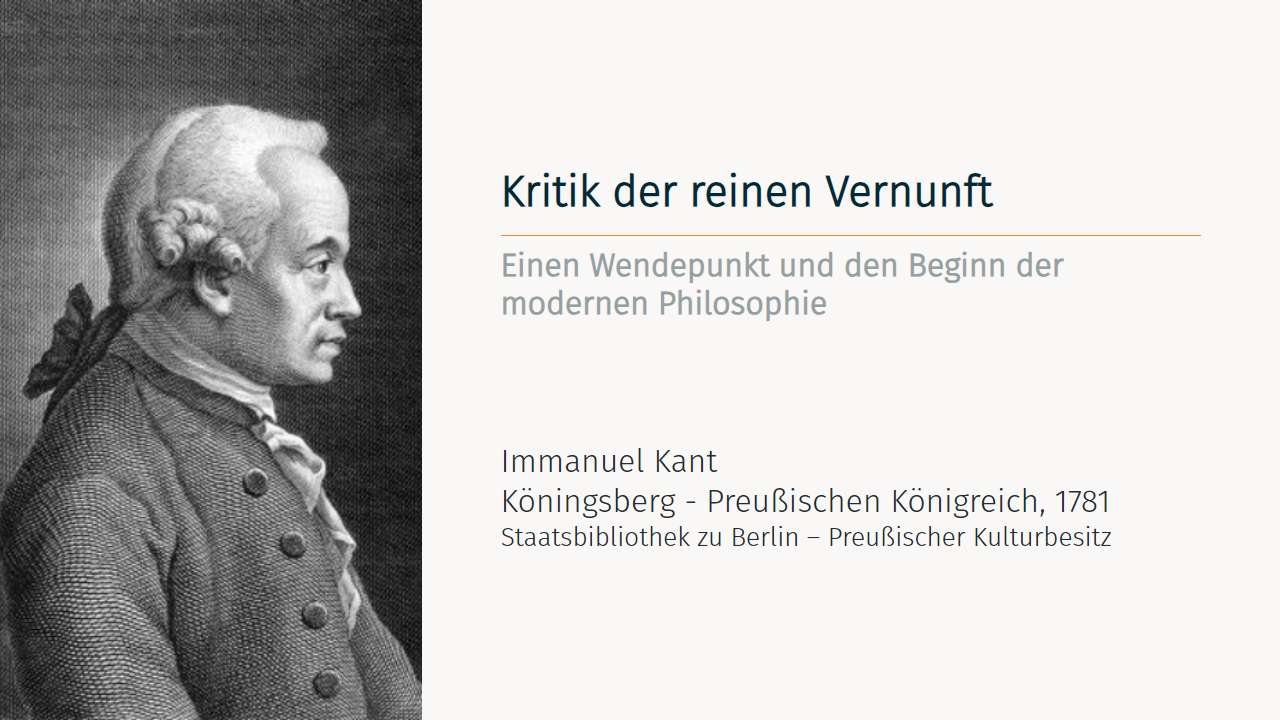 Kritik der reinen Vernunft
Einen Wendepunkt und den Beginn der
modernen Philosophie
Immanuel Kant
Köningsberg - Preußischen Königreich, 1781
Staatsbibliothek zu Berlin – Preußischer Kulturbesitz